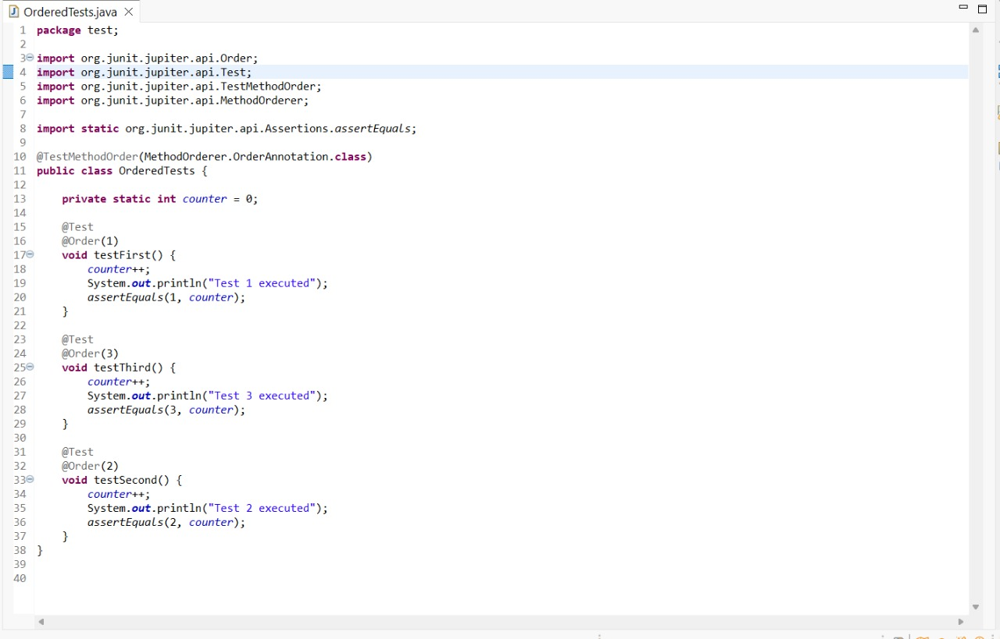 OrderedTests.java
1 package test;
2
3 import org.junit.jupiter.api.Order;
4 import org.junit.jupiter.api.Test;
5 import org.junit.jupiter.api.TestMethodOrder;
6 import org.junit.jupiter.api.MethodOrderer;
7
8 import static org.junit.jupiter.api.Assertions.assertEquals;
9
10 @TestMethodOrder(MethodOrderer.OrderAnnotation.class)
11 public class OrderedTests {
12
13     private static int counter = 0;
14
15     @Test
16     @Order(1)
17     void testFirst() {
18         counter++;
19         System.out.println("Test 1 executed");
20         assertEquals(1, counter);
21     }
22
23     @Test
24     @Order(3)
25     void testThird() {
26         counter++;
27         System.out.println("Test 3 executed");
28         assertEquals(3, counter);
29     }
30
31     @Test
32     @Order(2)
33     void testSecond() {
34         counter++;
35         System.out.println("Test 2 executed");
36         assertEquals(2, counter);
37     }
38 }
39
40